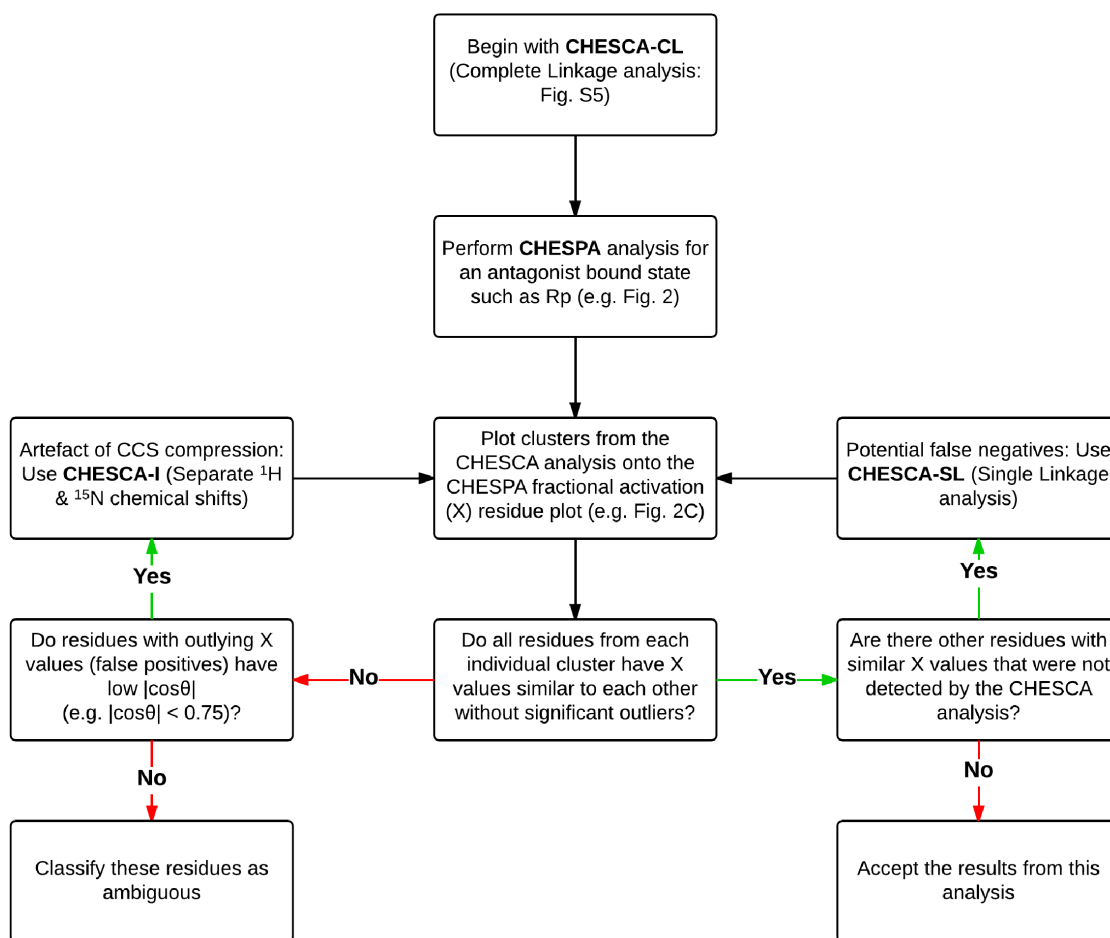 Begin with CHESCA-CL
(Complete Linkage analysis:
Fig. S5)
Perform CHESPA analysis for
an antagonist bound state
such as Rp (e.g. Fig. 2)
Artefact of CCS compression:
Use CHESCA-I (Separate ¹H
& ¹⁵N chemical shifts)
Plot clusters from the
CHESCA analysis onto the
CHESPA fractional activation
(X) residue plot (e.g. Fig. 2C)
Potential false negatives: Use
CHESCA-SL (Single Linkage
analysis)
Yes
Yes
Do residues with outlying X
values (false positives) have
low |cosθ|
(e.g. |cosθ| < 0.75)?
No
Do all residues from each
individual cluster have X
values similar to each other
without significant outliers?
Yes
Are there other residues with
similar X values that were not
detected by the CHESCA
analysis?
No
No
Classify these residues as
ambiguous
Accept the results from this
analysis